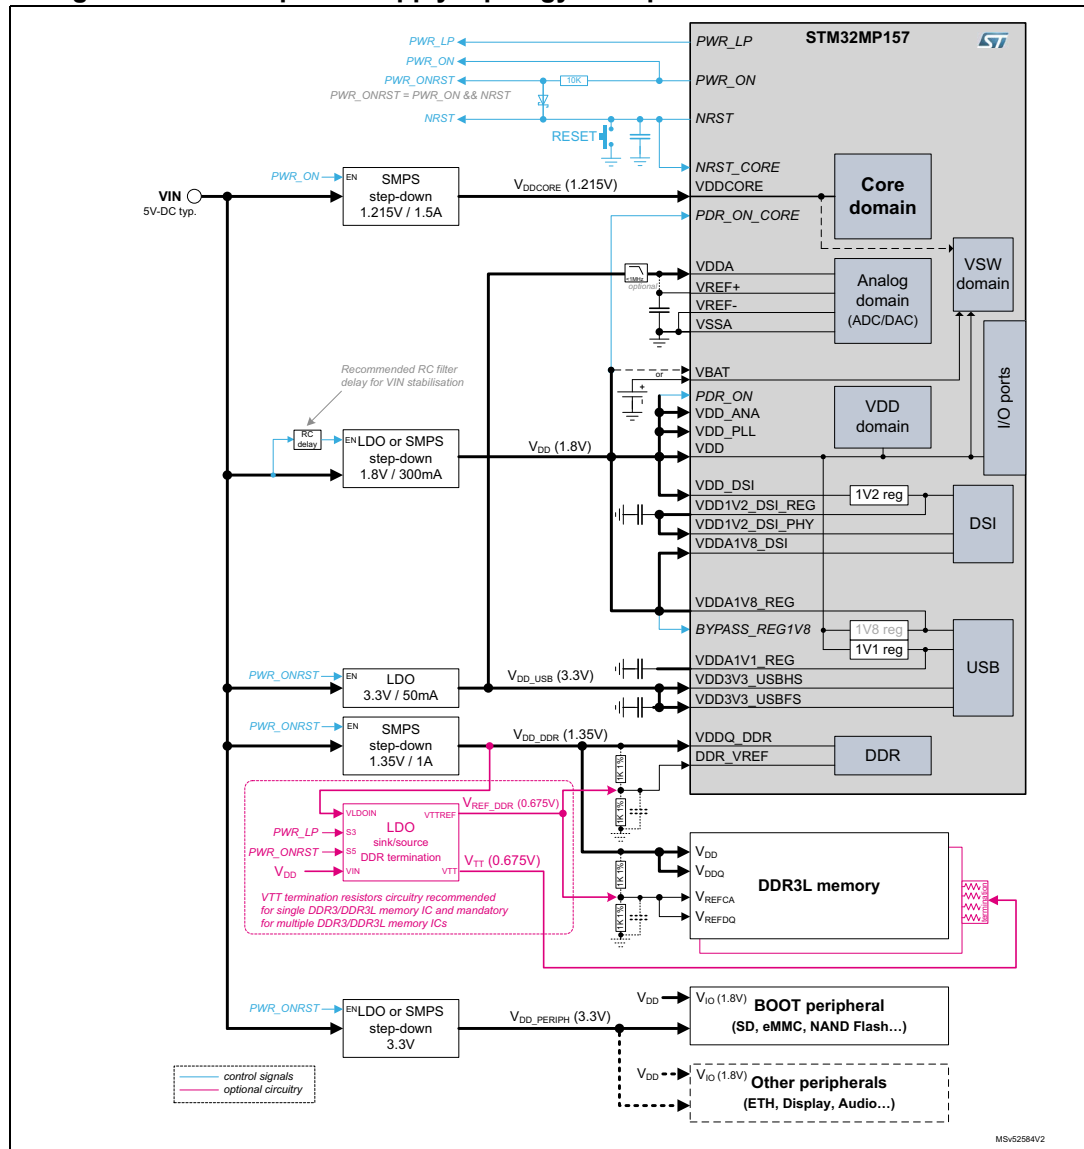 STM32MP157
PWR_LP
PWR_LP
PWR_ON
PWR_ONRST
10K
PWR_ON
PWR_ONRST = PWR_ON && NRST
NRST
NRST
RESET
NRST_CORE
PWR_ON
EN
SMPS
step-down
1.215V / 1.5A
VDDCORE (1.215V)
VDDCORE
Core
domain
VIN
5V-DC typ.
PDR_ON_CORE
VSW
domain
VDDA
<1MHz
optional
VREF+
VREF-
VSSA
Analog
domain
(ADC/DAC)
I/O ports
Recommended RC filter
delay for VIN stabilisation
or
VBAT
+
-
PDR_ON
VDD_ANA
VDD_PLL
VDD
VDD
domain
RC
delay
EN
LDO or SMPS
step-down
1.8V / 300mA
VDD (1.8V)
VDD_DSI
1V2 reg
VDD1V2_DSI_REG
VDD1V2_DSI_PHY
VDDA1V8_DSI
DSI
VDDA1V8_REG
BYPASS_REG1V8
1V8 reg
1V1 reg
VDDA1V1_REG
VDD3V3_USBHS
VDD3V3_USBFS
USB
PWR_ONRST
EN
LDO
3.3V / 50mA
VDD_USB (3.3V)
PWR_ONRST
EN
SMPS
step-down
1.35V / 1A
VDD_DDR (1.35V)
VDDQ_DDR
DDR_VREF
DDR
1K 1%
1K 1%
VLDOIN
VTTREF
LDO
sink/source
DDR termination
PWR_LP
S3
PWR_ONRST
S5
VDD
VIN
VTT
VREF_DDR (0.675V)
VTT (0.675V)
VTT termination resistors circuitry recommended
for single DDR3/DDR3L memory IC and mandatory
for multiple DDR3/DDR3L memory ICs
1K 1%
1K 1%
VDD
VDDQ
VREFCA
VREFDQ
DDR3L memory
termination
PWR_ONRST
EN
LDO or SMPS
step-down
3.3V
VDD_PERIPH (3.3V)
VDD
VIO (1.8V)
BOOT peripheral
(SD, eMMC, NAND Flash...)
VDD
VIO (1.8V)
Other peripherals
(ETH, Display, Audio...)
control signals
optional circuitry
MSv52584V2